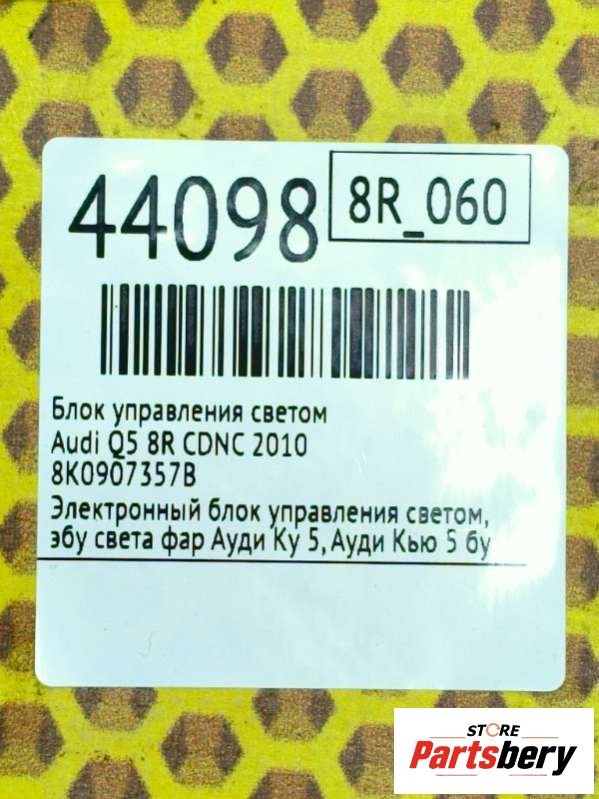 44098
8R_060
Блок управления светом
Audi Q5 8R CDNC 2010
8K0907357B
Электронный блок управления светом,
эбу света фар Ауди Ку 5, Ауди Кью 5 бу
STORE
Partsbery